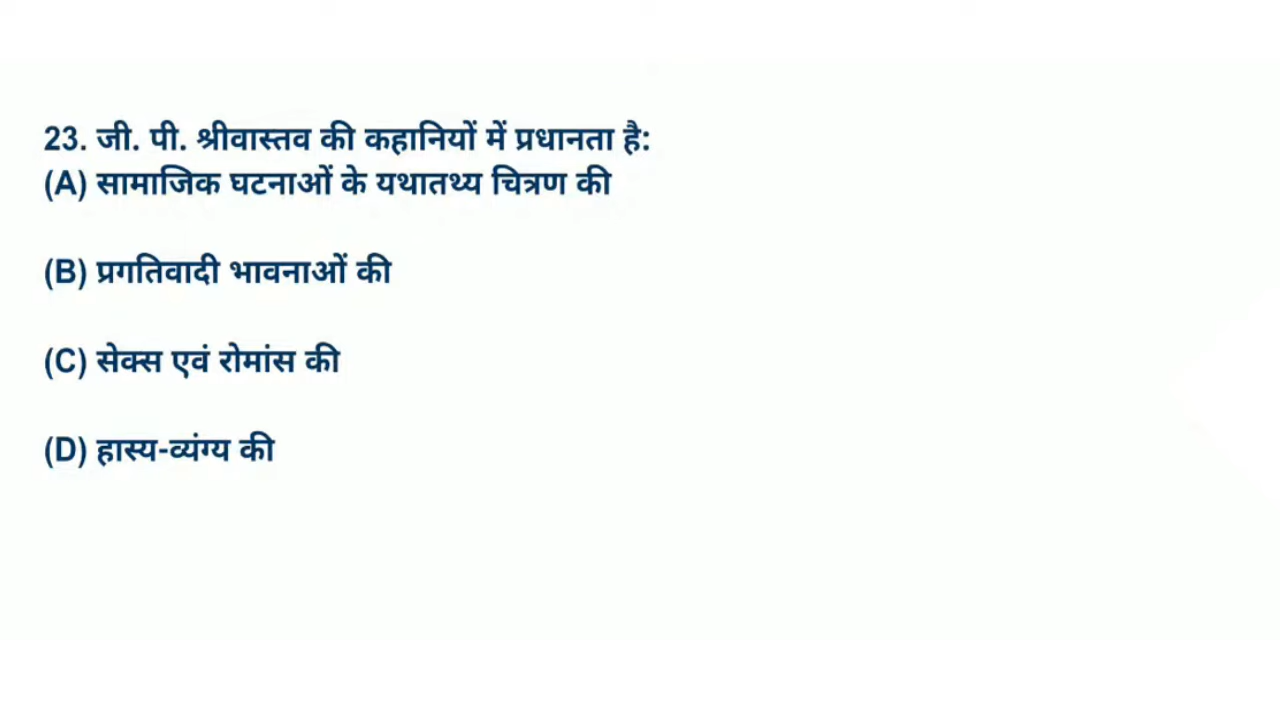 23. जी. पी. श्रीवास्तव की कहानियों में प्रधानता है:
(A) सामाजिक घटनाओं के यथातथ्य चित्रण की
(B) प्रगतिवादी भावनाओं की
(C) सेक्स एवं रोमांस की
(D) हास्य-व्यंग्य की